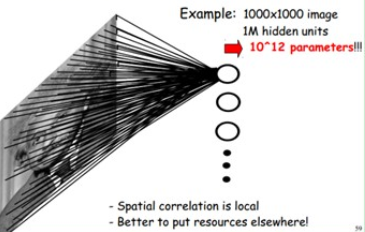 Example: 1000x1000 image
1M hidden units
10^12 parameters!!!
- Spatial correlation is local
- Better to put resources elsewhere!
59